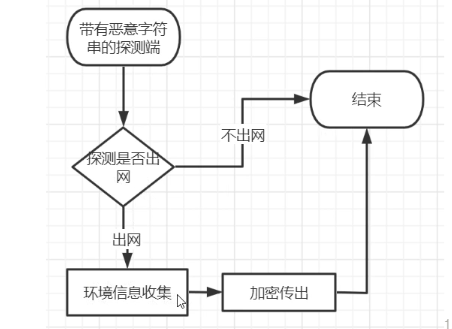 带有恶意字符
串的探测端
结束
不出网
探测是否出
网
出网
环境信息收集
加密传出
1